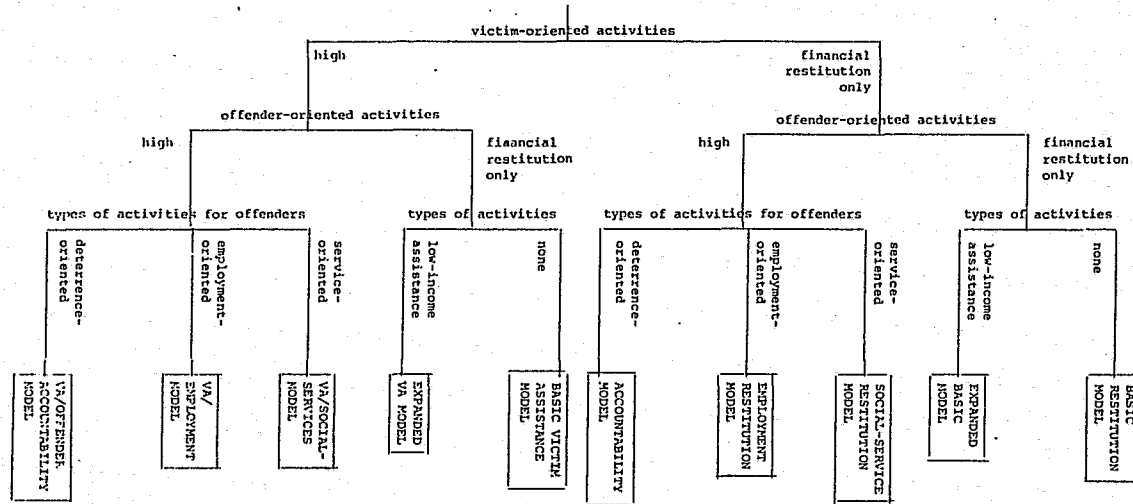 victim-oriented activities
high
financial
restitution
only
offender-oriented activities
offender-oriented activities
high
financial
restitution
only
high
financial
restitution
only
types of activities for offenders
types of activities
types of activities for offenders
types of activities
deterrence-
oriented
employment-
oriented
service-
oriented
low-income
assistance
none
deterrence-
oriented
employment-
oriented
service-
oriented
low-income
assistance
none
VA/OFFENDER
ACCOUNTABILITY
MODEL
VA/
EMPLOYMENT
MODEL
VA/SOCIAL-
SERVICES
MODEL
EXPANDED
VA MODEL
BASIC VICTIM
ASSISTANCE
MODEL
ACCOUNTABILITY
MODEL
EMPLOYMENT
RESTITUTION
MODEL
SOCIAL-SERVICE
RESTITUTION
MODEL
EXPANDED
BASIC
MODEL
BASIC
RESTITUTION
MODEL